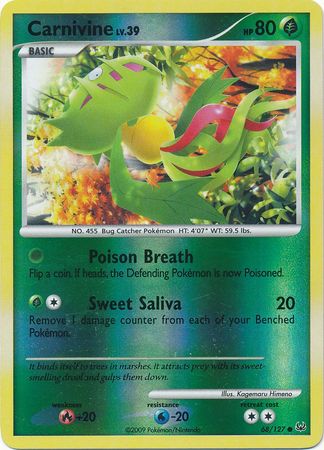 Carnivine LV.39
HP 80
BASIC
NO. 455 Bug Catcher Pokémon HT: 4'07" WT: 59.5 lbs.
Poison Breath
Flip a coin. If heads, the Defending Pokémon is now Poisoned.
Sweet Saliva 20
Remove 1 damage counter from each of your Benched
Pokémon.
It binds itself to trees in marshes. It attracts prey with its sweet-
smelling drool and gulps them down.
Illus. Kagemaru Himeno
weakness resistance retreat cost
+20 -20
©2009 Pokémon/Nintendo 68/127